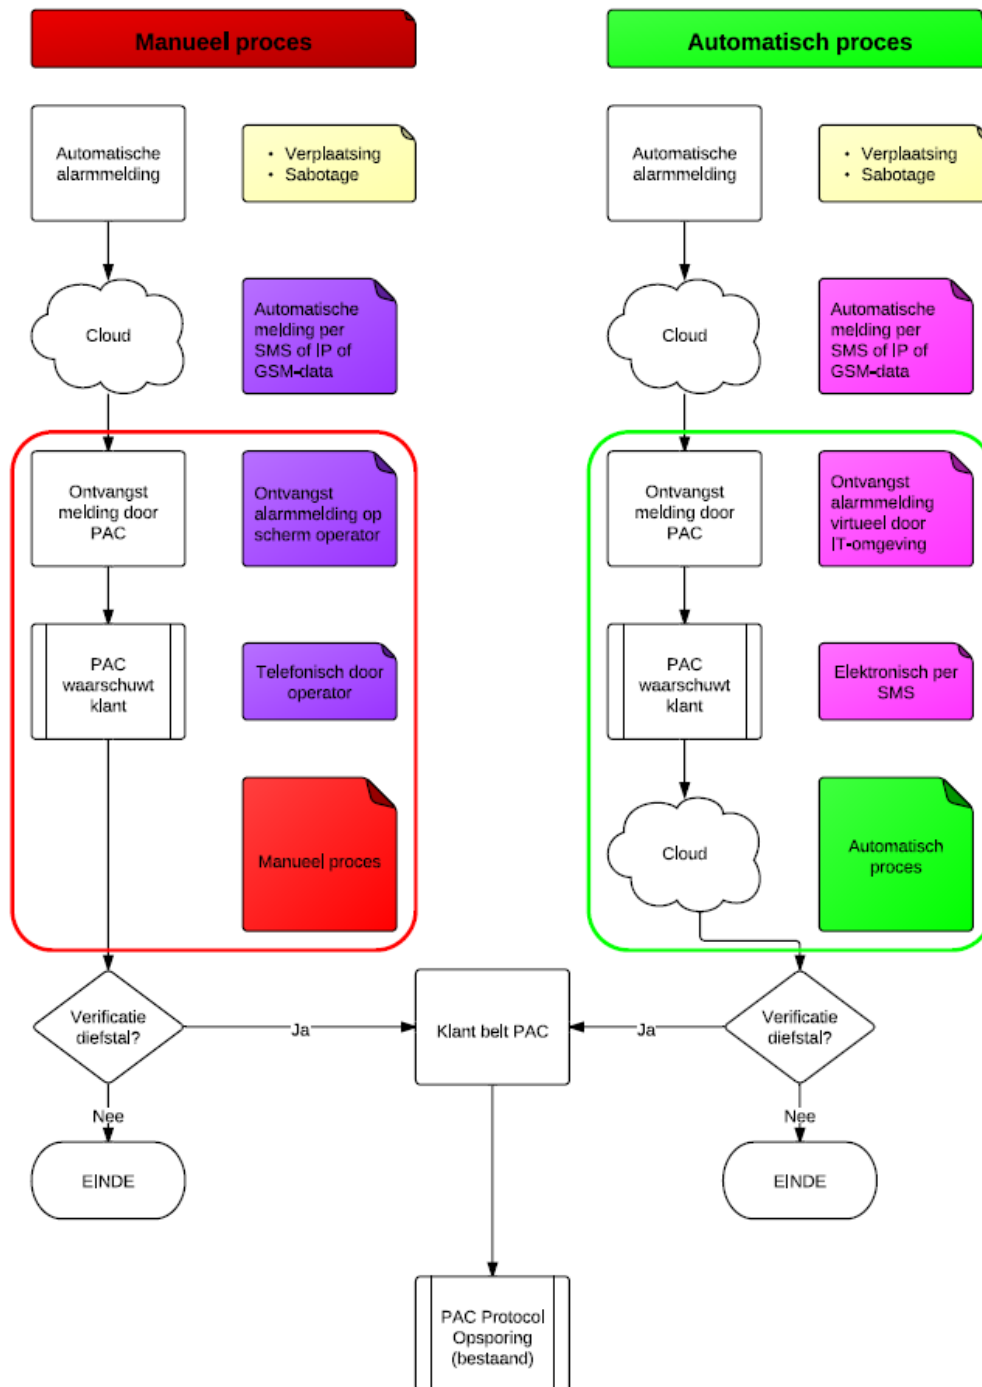 Manueel proces
Automatisch proces
Automatische
alarmmelding
• Verplaatsing
• Sabotage
Automatische
alarmmelding
• Verplaatsing
• Sabotage
Cloud
Automatische
melding per
SMS of IP of
GSM-data
Cloud
Automatische
melding per
SMS of IP of
GSM-data
Ontvangst
melding door
PAC
Ontvangst
alarmmelding op
scherm operator
Ontvangst
melding door
PAC
Ontvangst
alarmmelding
virtueel door
IT-omgeving
PAC
waarschuwt
klant
Telefonisch door
operator
PAC
waarschuwt
klant
Elektronisch per
SMS
Manueel proces
Cloud
Automatisch
proces
Verificatie
diefstal?
Ja
Klant belt PAC
Ja
Verificatie
diefstal?
Nee
Nee
EINDE
EINDE
PAC Protocol
Opsporing
(bestaand)